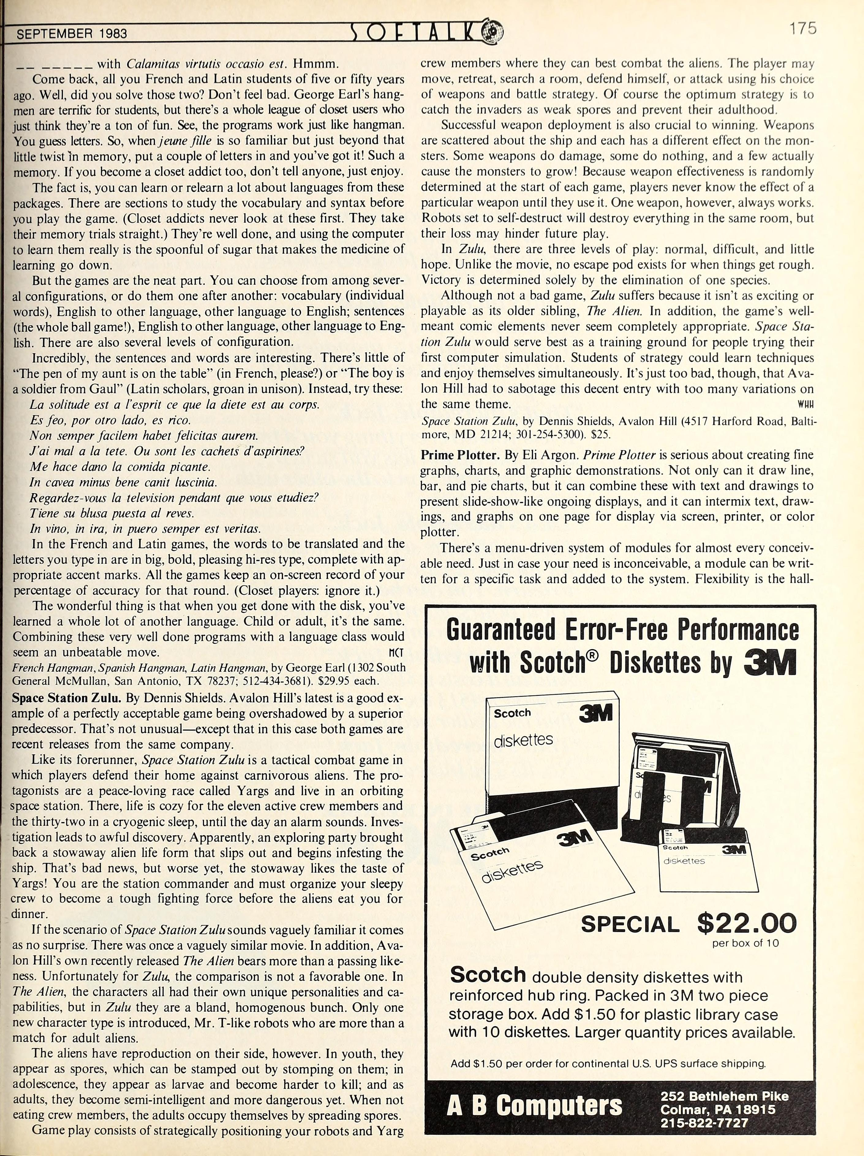 SEPTEMBER 1983
SOFTALK
175
__ _____ with Calamitas virtutis occasio est. Hmmm.
Come back, all you French and Latin students of five or fifty years
ago. Well, did you solve those two? Don't feel bad. George Earl's hang-
men are terrific for students, but there's a whole league of closet users who
just think they're a ton of fun. See, the programs work just like hangman.
You guess letters. So, when jeune fille is so familiar but just beyond that
little twist in memory, put a couple of letters in and you've got it! Such a
memory. If you become a closet addict too, don't tell anyone, just enjoy.
The fact is, you can learn or relearn a lot about languages from these
packages. There are sections to study the vocabulary and syntax before
you play the game. (Closet addicts never look at these first. They take
their memory trials straight.) They're well done, and using the computer
to learn them really is the spoonful of sugar that makes the medicine of
learning go down.
But the games are the neat part. You can choose from among sever-
al configurations, or do them one after another: vocabulary (individual
words), English to other language, other language to English; sentences
(the whole ball game!), English to other language, other language to Eng-
lish. There are also several levels of configuration.
Incredibly, the sentences and words are interesting. There's little of
"The pen of my aunt is on the table" (in French, please?) or "The boy is
a soldier from Gaul" (Latin scholars, groan in unison). Instead, try these:
La solitude est a l'esprit ce que la diete est au corps.
Es feo, por otro lado, es rico.
Non semper facilem habet felicitas aurem.
J'ai mal a la tete. Ou sont les cachets d'aspirines?
Me hace dano la comida picante.
In cavea minus bene canit luscinia.
Regardez-vous la television pendant que vous etudiez?
Tiene su blusa puesta al reves.
In vino, in ira, in puero semper est veritas.
In the French and Latin games, the words to be translated and the
letters you type in are in big, bold, pleasing hi-res type, complete with ap-
propriate accent marks. All the games keep an on-screen record of your
percentage of accuracy for that round. (Closet players: ignore it.)
The wonderful thing is that when you get done with the disk, you've
learned a whole lot of another language. Child or adult, it's the same.
Combining these very well done programs with a language class would
seem an unbeatable move. MCT
French Hangman, Spanish Hangman, Latin Hangman, by George Earl (1302 South
General McMullan, San Antonio, TX 78237; 512-434-3681). $29.95 each.
Space Station Zulu. By Dennis Shields. Avalon Hill's latest is a good ex-
ample of a perfectly acceptable game being overshadowed by a superior
predecessor. That's not unusual—except that in this case both games are
recent releases from the same company.
Like its forerunner, Space Station Zulu is a tactical combat game in
which players defend their home against carnivorous aliens. The pro-
tagonists are a peace-loving race called Yargs and live in an orbiting
space station. There, life is cozy for the eleven active crew members and
the thirty-two in a cryogenic sleep, until the day an alarm sounds. Inves-
tigation leads to awful discovery. Apparently, an exploring party brought
back a stowaway alien life form that slips out and begins infesting the
ship. That's bad news, but worse yet, the stowaway likes the taste of
Yargs! You are the station commander and must organize your sleepy
crew to become a tough fighting force before the aliens eat you for
dinner.
If the scenario of Space Station Zulu sounds vaguely familiar it comes
as no surprise. There was once a vaguely similar movie. In addition, Ava-
lon Hill's own recently released The Alien bears more than a passing like-
ness. Unfortunately for Zulu, the comparison is not a favorable one. In
The Alien, the characters all had their own unique personalities and ca-
pabilities, but in Zulu they are a bland, homogenous bunch. Only one
new character type is introduced, Mr. T-like robots who are more than a
match for adult aliens.
The aliens have reproduction on their side, however. In youth, they
appear as spores, which can be stamped out by stomping on them; in
adolescence, they appear as larvae and become harder to kill; and as
adults, they become semi-intelligent and more dangerous yet. When not
eating crew members, the adults occupy themselves by spreading spores.
Game play consists of strategically positioning your robots and Yarg
crew members where they can best combat the aliens. The player may
move, retreat, search a room, defend himself, or attack using his choice
of weapons and battle strategy. Of course the optimum strategy is to
catch the invaders as weak spores and prevent their adulthood.
Successful weapon deployment is also crucial to winning. Weapons
are scattered about the ship and each has a different effect on the mon-
sters. Some weapons do damage, some do nothing, and a few actually
cause the monsters to grow! Because weapon effectiveness is randomly
determined at the start of each game, players never know the effect of a
particular weapon until they use it. One weapon, however, always works.
Robots set to self-destruct will destroy everything in the same room, but
their loss may hinder future play.
In Zulu, there are three levels of play: normal, difficult, and little
hope. Unlike the movie, no escape pod exists for when things get rough.
Victory is determined solely by the elimination of one species.
Although not a bad game, Zulu suffers because it isn't as exciting or
playable as its older sibling, The Alien. In addition, the game's well-
meant comic elements never seem completely appropriate. Space Sta-
tion Zulu would serve best as a training ground for people trying their
first computer simulation. Students of strategy could learn techniques
and enjoy themselves simultaneously. It's just too bad, though, that Ava-
lon Hill had to sabotage this decent entry with too many variations on
the same theme. WHH
Space Station Zulu, by Dennis Shields, Avalon Hill (4517 Harford Road, Balti-
more, MD 21214; 301-254-5300). $25.
Prime Plotter. By Eli Argon. Prime Plotter is serious about creating fine
graphs, charts, and graphic demonstrations. Not only can it draw line,
bar, and pie charts, but it can combine these with text and drawings to
present slide-show-like ongoing displays, and it can intermix text, draw-
ings, and graphs on one page for display via screen, printer, or color
plotter.
There's a menu-driven system of modules for almost every conceiv-
able need. Just in case your need is inconceivable, a module can be writ-
ten for a specific task and added to the system. Flexibility is the hall-
Guaranteed Error-Free Performance
with Scotch® Diskettes by 3M
Scotch 3M
diskettes
Scotch 3M
diskettes
Scotch 3M
diskettes
SPECIAL $22.00
per box of 10
Scotch double density diskettes with
reinforced hub ring. Packed in 3M two piece
storage box. Add $1.50 for plastic library case
with 10 diskettes. Larger quantity prices available.
Add $1.50 per order for continental U.S. UPS surface shipping.
A B Computers
252 Bethlehem Pike
Colmar, PA 18915
215-822-7727